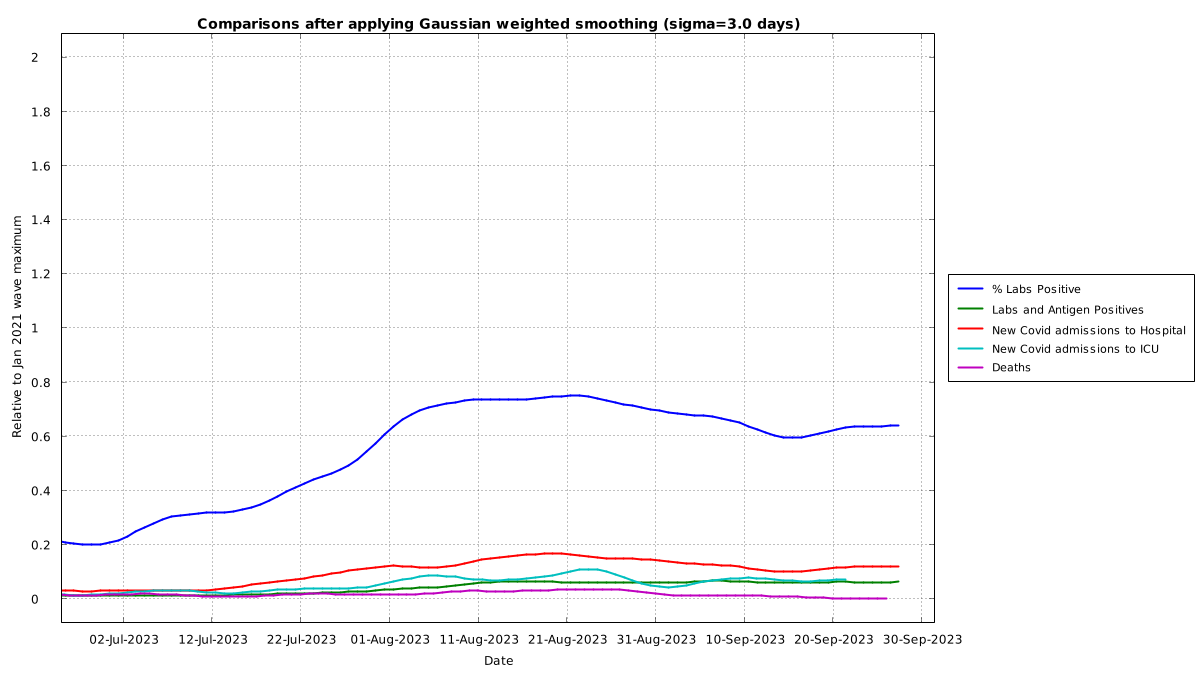 Comparisons after applying Gaussian weighted smoothing (sigma=3.0 days)
Relative to Jan 2021 wave maximum
2
1.8
1.6
1.4
1.2
1
0.8
0.6
0.4
0.2
0
02-Jul-2023 12-Jul-2023 22-Jul-2023 01-Aug-2023 11-Aug-2023 21-Aug-2023 31-Aug-2023 10-Sep-2023 20-Sep-2023 30-Sep-2023
Date
% Labs Positive
Labs and Antigen Positives
New Covid admissions to Hospital
New Covid admissions to ICU
Deaths